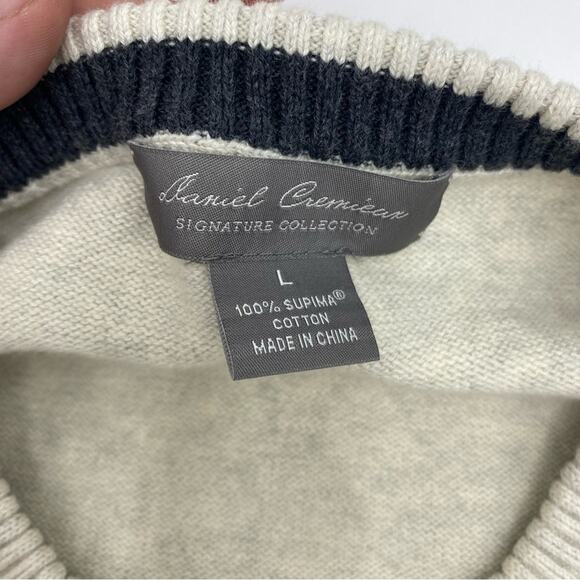 Daniel Cremieux
SIGNATURE COLLECTION
L
100% SUPIMA®
COTTON
MADE IN CHINA